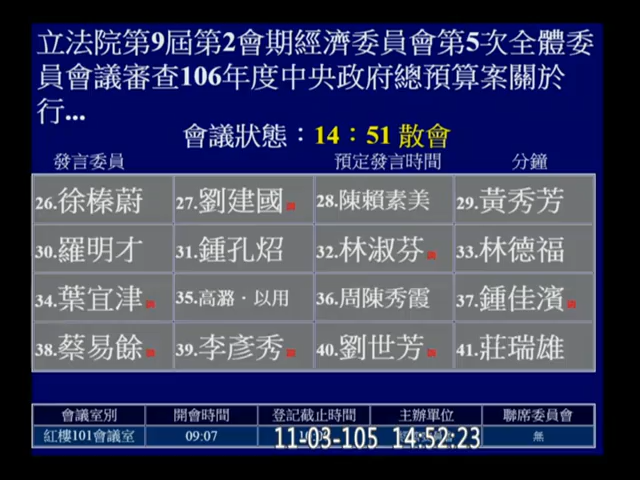 立法院第9屆第2會期經濟委員會第5次全體委
員會議審查106年度中央政府總預算案關於
行...
會議狀態：14：51 散會
發言委員 預定發言時間 分鐘
26.徐榛蔚 27.劉建國 28.陳賴素美 29.黃秀芳
30.羅明才 31.鍾孔炤 32.林淑芬 33.林德福
34.葉宜津 35.高潞．以用 36.周陳秀霞 37.鍾佳濱
38.蔡易餘 39.李彥秀 40.劉世芳 41.莊瑞雄
會議室別 開會時間 登記截止時間 主辦單位 聯席委員會
紅樓101會議室 09:07 無
11-03-105 14:52:23